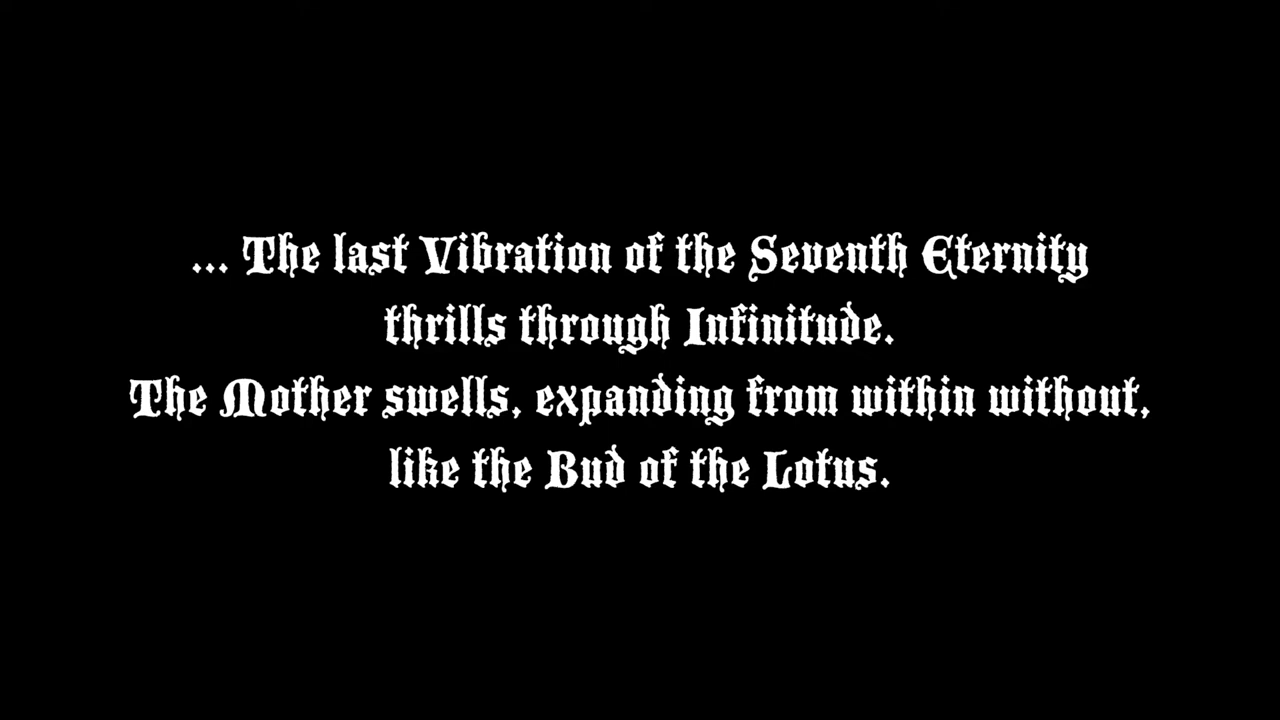 ... The last Vibration of the Seventh Eternity
thrills through Infinitude.
The Mother swells, expanding from within without,
like the Bud of the Lotus.